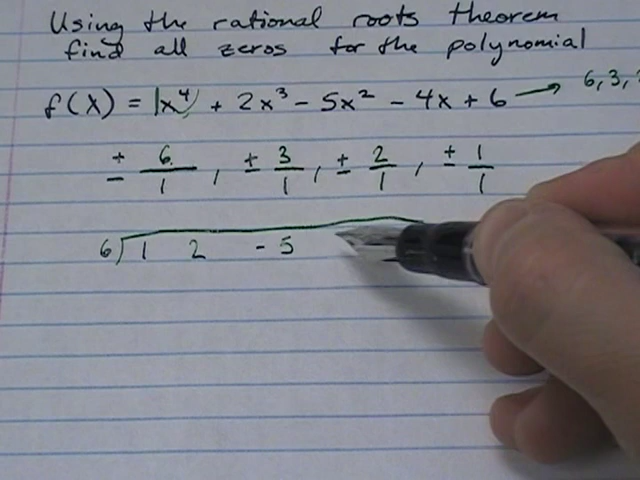 Using the rational roots theorem
find all zeros for the polynomial
f(x) = 1x⁴ + 2x³ - 5x² - 4x + 6 → 6, 3,
± 6/1 , ± 3/1 , ± 2/1 , ± 1/1
6) 1 2 -5